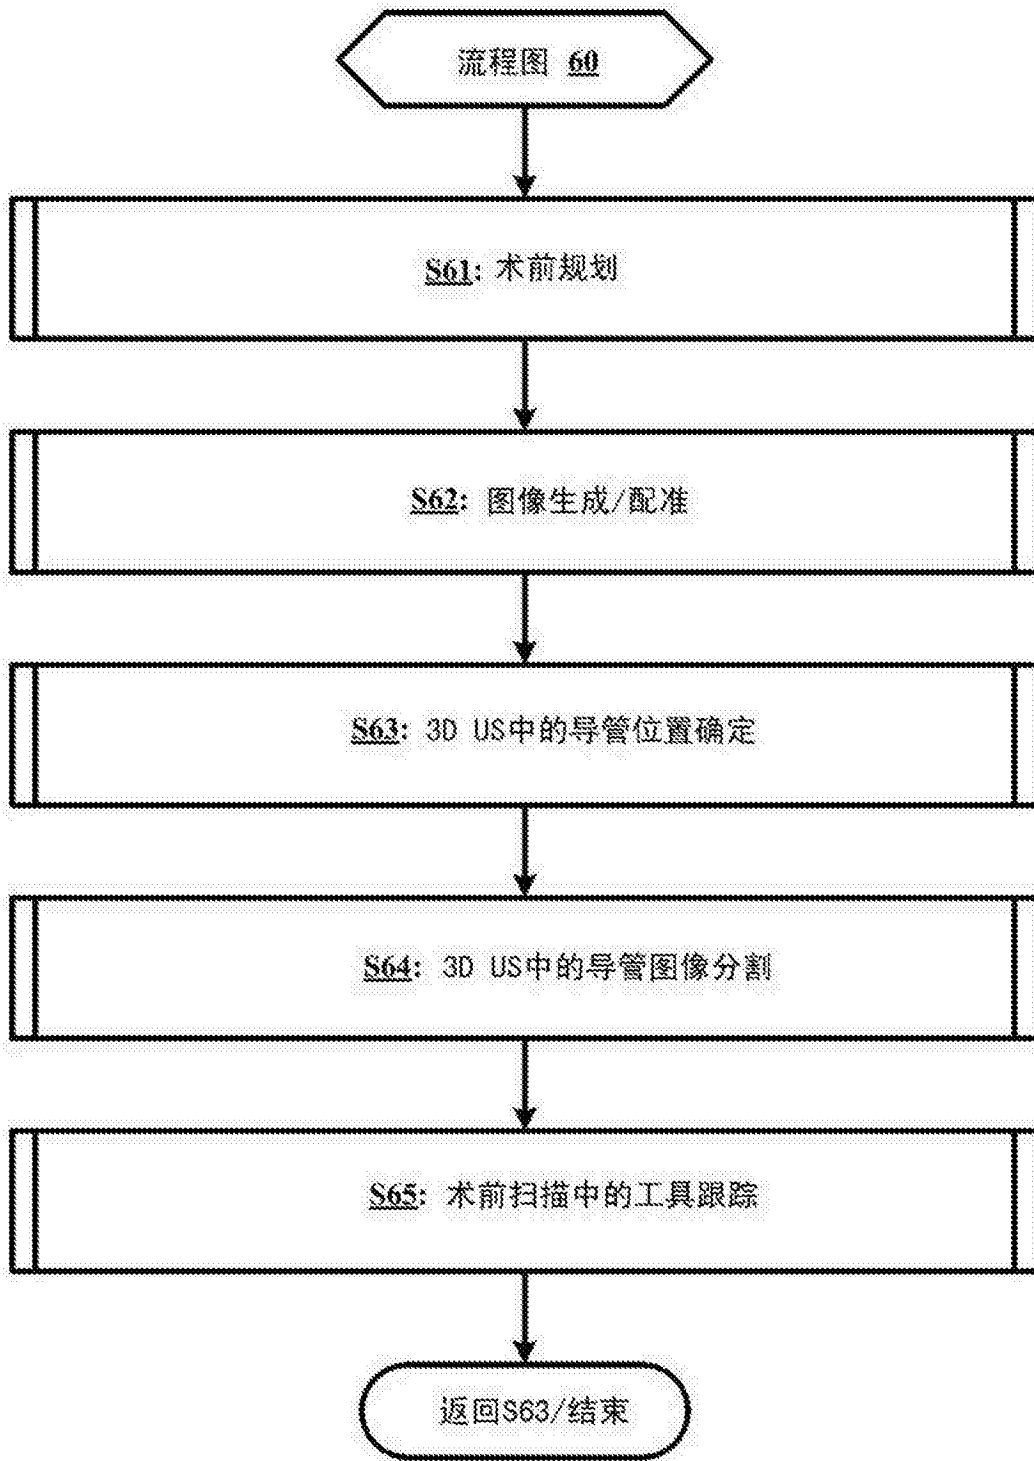 流程图 60
S61: 术前规划
S62: 图像生成/配准
S63: 3D US中的导管位置确定
S64: 3D US中的导管图像分割
S65: 术前扫描中的工具跟踪
返回S63/结束